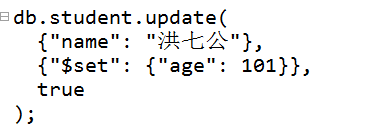 db.student.update(
  {"name": "洪七公"},
  {"$set": {"age": 101}},
  true
);